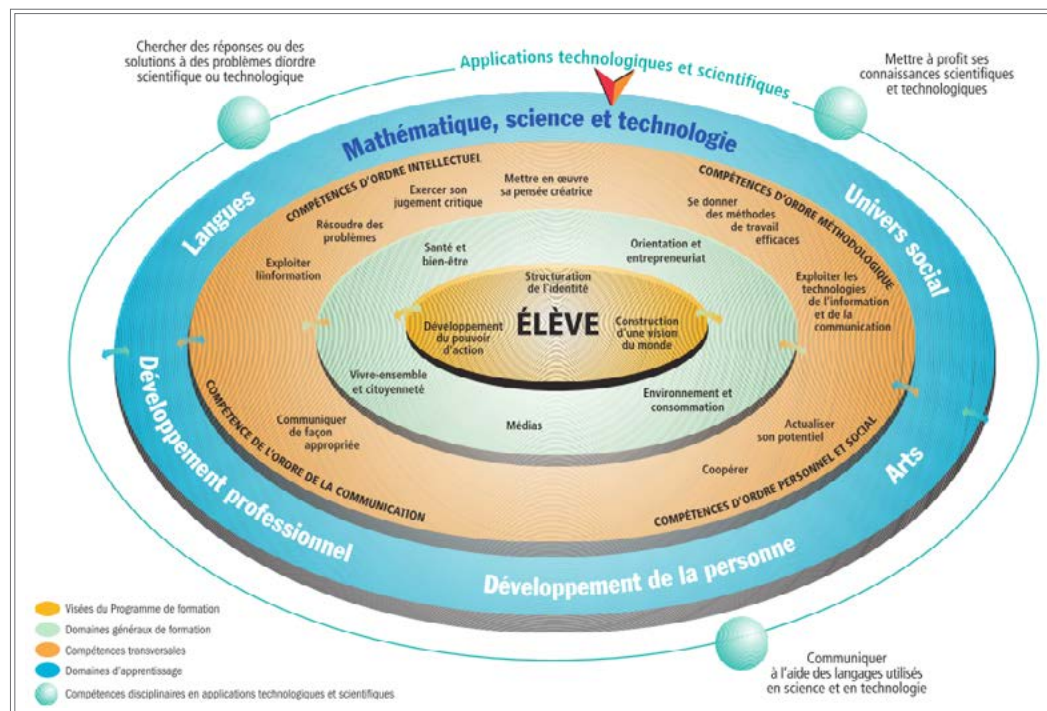 Chercher des réponses ou des
solutions à des problèmes diordre
scientifique ou technologique
Applications technologiques et scientifiques
Mettre à profit ses
connaissances scientifiques
et technologiques
Mathématique, science et technologie
Langues
Univers social
COMPÉTENCES D'ORDRE INTELLECTUEL
COMPÉTENCES D'ORDRE MÉTHODOLOGIQUE
Mettre en œuvre
sa pensée créatrice
Exercer son
jugement critique
Résoudre des
problèmes
Exploiter
liinformation
Se donner
des méthodes
de travail
efficaces
Exploiter les
technologies
de l'information
et de la
communication
Santé et
bien-être
Orientation et
entrepreneuriat
Structuration
de l'identité
ÉLÈVE
Développement
du pouvoir
d'action
Construction
d'une vision
du monde
Vivre-ensemble
et citoyenneté
Environnement et
consommation
Médias
Communiquer
de façon
appropriée
Actualiser
son potentiel
Coopérer
COMPÉTENCE DE L'ORDRE DE LA COMMUNICATION
COMPÉTENCES D'ORDRE PERSONNEL ET SOCIAL
Développement professionnel
Développement de la personne
Arts
Visées du Programme de formation
Domaines généraux de formation
Compétences transversales
Domaines d'apprentissage
Compétences disciplinaires en applications technologiques et scientifiques
Communiquer
à l'aide des langages utilisés
en science et en technologie